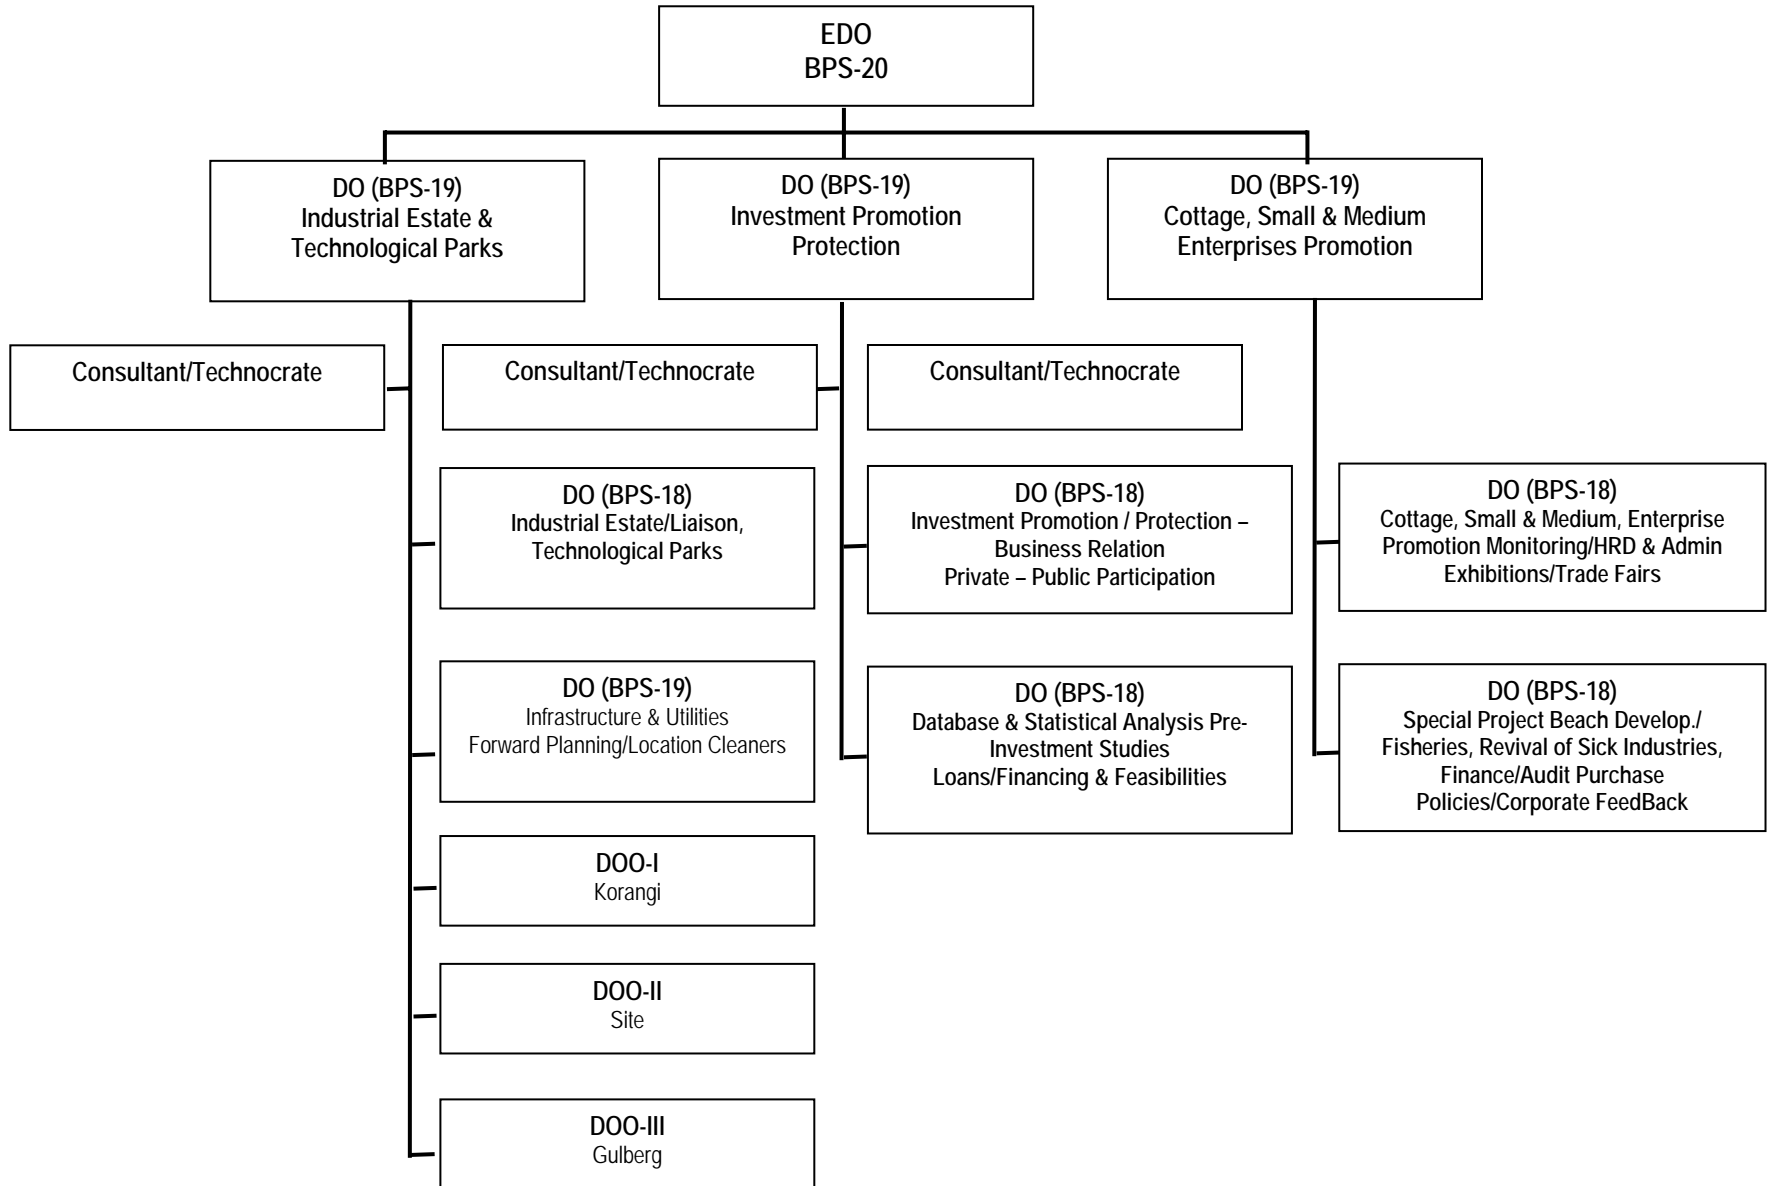 EDO
BPS-20
DO (BPS-19)
Industrial Estate &
Technological Parks
DO (BPS-19)
Investment Promotion
Protection
DO (BPS-19)
Cottage, Small & Medium
Enterprises Promotion
Consultant/Technocrate
Consultant/Technocrate
Consultant/Technocrate
DO (BPS-18)
Industrial Estate/Liaison,
Technological Parks
DO (BPS-18)
Investment Promotion / Protection –
Business Relation
Private – Public Participation
DO (BPS-18)
Cottage, Small & Medium, Enterprise
Promotion Monitoring/HRD & Admin
Exhibitions/Trade Fairs
DO (BPS-19)
Infrastructure & Utilities
Forward Planning/Location Cleaners
DO (BPS-18)
Database & Statistical Analysis Pre-
Investment Studies
Loans/Financing & Feasibilities
DO (BPS-18)
Special Project Beach Develop./
Fisheries, Revival of Sick Industries,
Finance/Audit Purchase
Policies/Corporate FeedBack
DOO-I
Korangi
DOO-II
Site
DOO-III
Gulberg